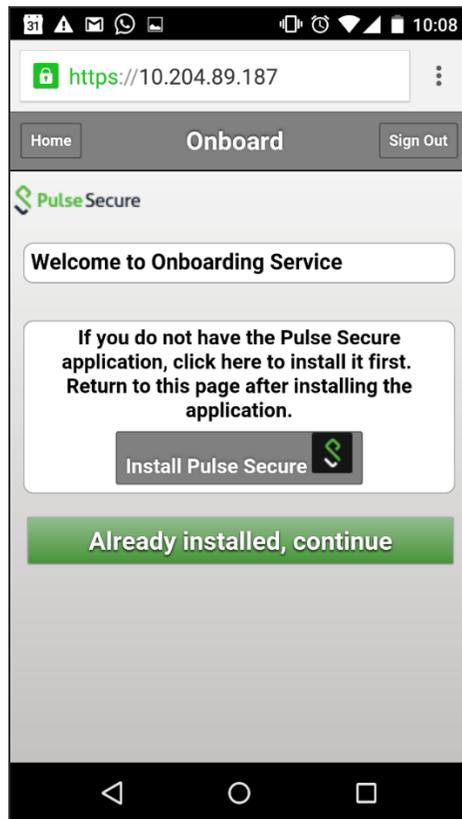 31 10:08
https://10.204.89.187
Home Onboard Sign Out
Pulse Secure
Welcome to Onboarding Service
If you do not have the Pulse Secure
application, click here to install it first.
Return to this page after installing the
application.
Install Pulse Secure
Already installed, continue